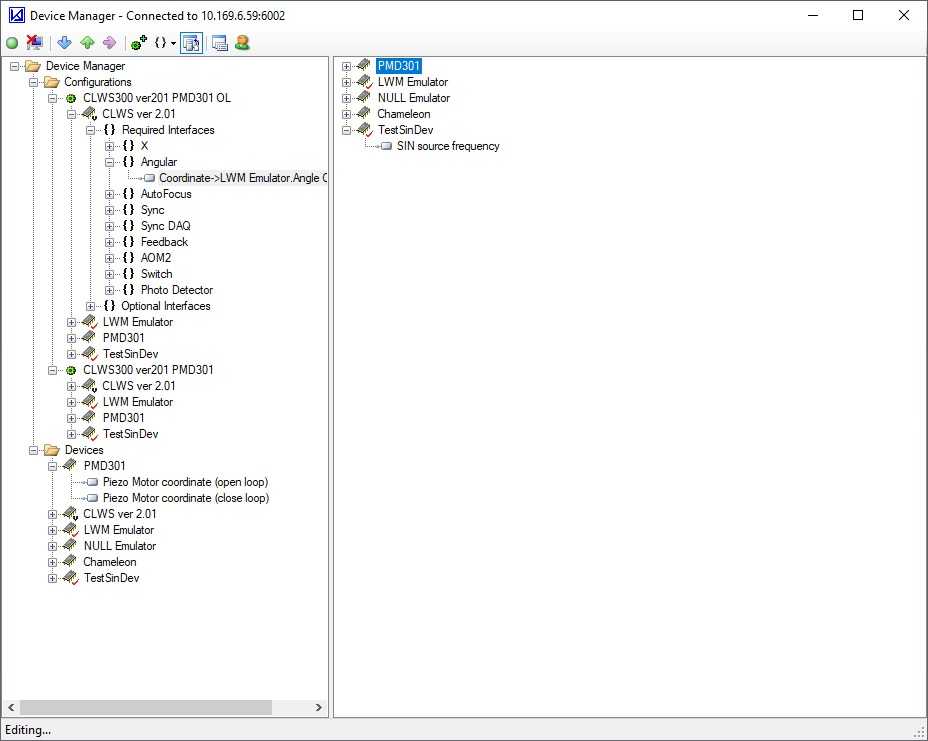 Device Manager - Connected to 10.169.6.59:6002
Device Manager
Configurations
CLWS300 ver201 PMD301 OL
CLWS ver 2.01
{} Required Interfaces
{} X
{} Angular
Coordinate->LWM Emulator.Angle
{} AutoFocus
{} Sync
{} Sync DAQ
{} Feedback
{} AOM2
{} Switch
{} Photo Detector
{} Optional Interfaces
LWM Emulator
PMD301
TestSinDev
CLWS300 ver201 PMD301
CLWS ver 2.01
LWM Emulator
PMD301
TestSinDev
Devices
PMD301
Piezo Motor coordinate (open loop)
Piezo Motor coordinate (close loop)
CLWS ver 2.01
LWM Emulator
NULL Emulator
Chameleon
TestSinDev
PMD301
LWM Emulator
NULL Emulator
Chameleon
TestSinDev
SIN source frequency
Editing...